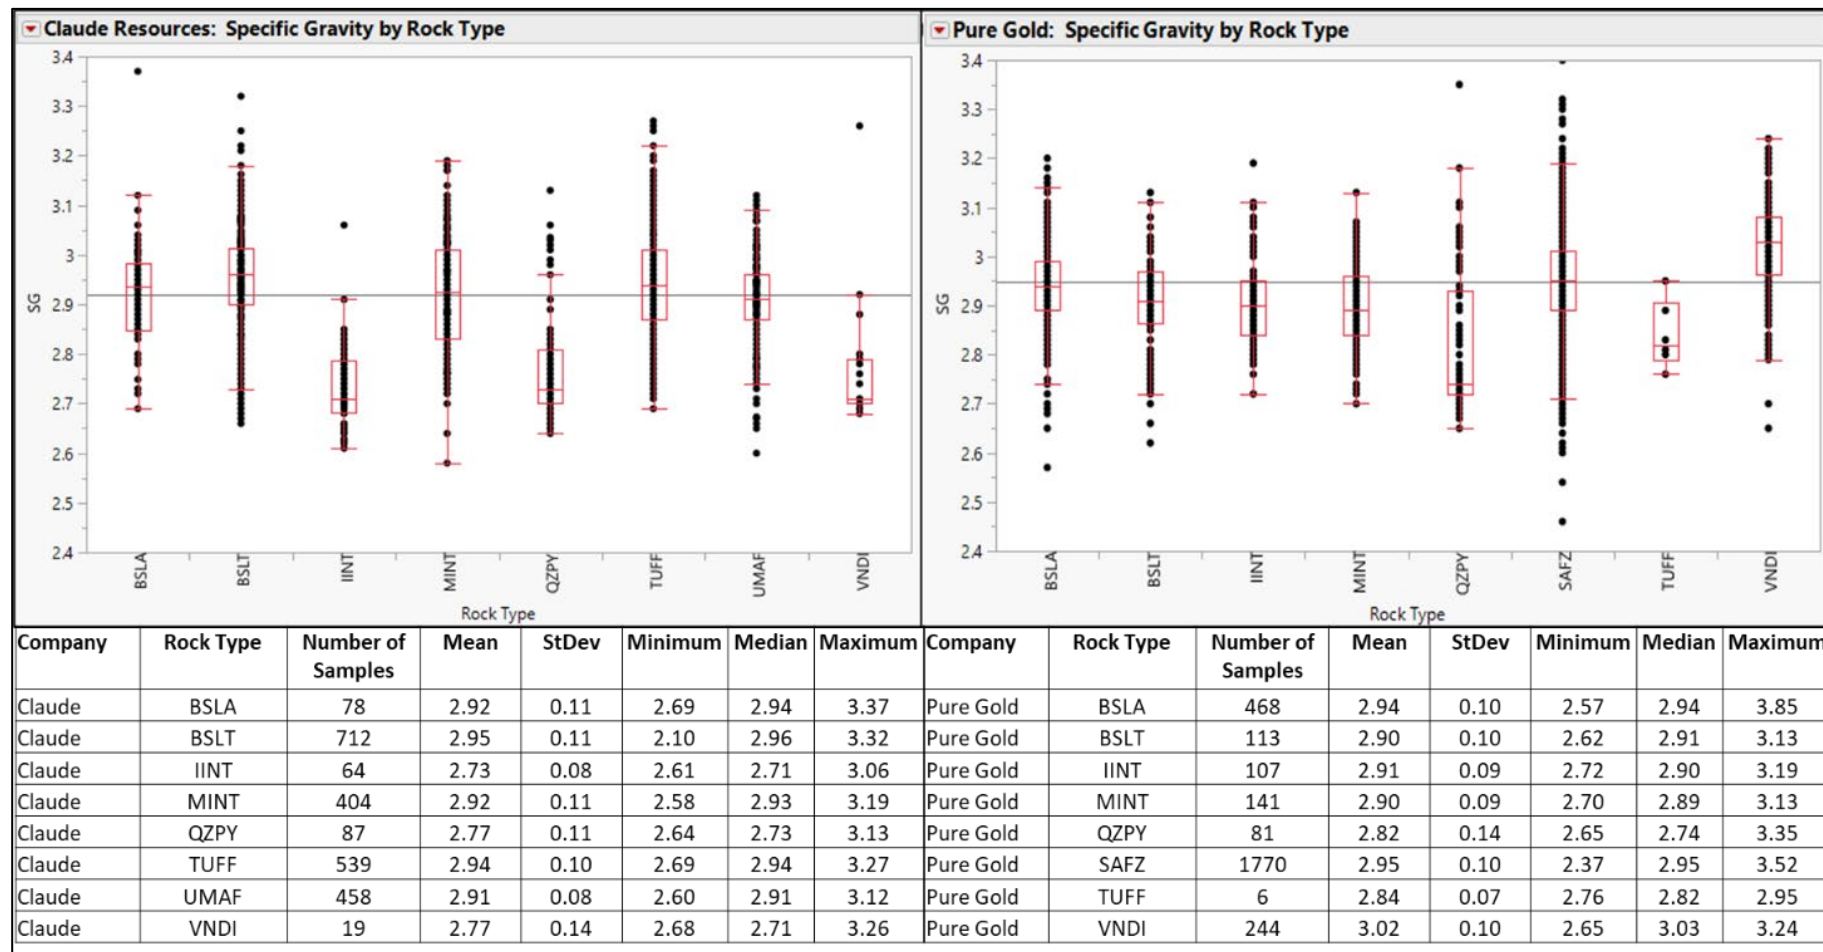 Claude Resources: Specific Gravity by Rock Type
3.4
3.3
3.2
3.1
3
2.9
2.8
2.7
2.6
2.5
2.4
SG
BSLA
BSLT
IINT
MINT
QZPY
TUFF
UMAF
VNDI
Rock Type
Pure Gold: Specific Gravity by Rock Type
3.4
3.3
3.2
3.1
3
2.9
2.8
2.7
2.6
2.5
2.4
SG
BSLA
BSLT
IINT
MINT
QZPY
SAFZ
TUFF
VNDI
Rock Type
Company Rock Type Number of Samples Mean StDev Minimum Median Maximum Company Rock Type Number of Samples Mean StDev Minimum Median Maximum
Claude BSLA 78 2.92 0.11 2.69 2.94 3.37 Pure Gold BSLA 468 2.94 0.10 2.57 2.94 3.85
Claude BSLT 712 2.95 0.11 2.10 2.96 3.32 Pure Gold BSLT 113 2.90 0.10 2.62 2.91 3.13
Claude IINT 64 2.73 0.08 2.61 2.71 3.06 Pure Gold IINT 107 2.91 0.09 2.72 2.90 3.19
Claude MINT 404 2.92 0.11 2.58 2.93 3.19 Pure Gold MINT 141 2.90 0.09 2.70 2.89 3.13
Claude QZPY 87 2.77 0.11 2.64 2.73 3.13 Pure Gold QZPY 81 2.82 0.14 2.65 2.74 3.35
Claude TUFF 539 2.94 0.10 2.69 2.94 3.27 Pure Gold SAFZ 1770 2.95 0.10 2.37 2.95 3.52
Claude UMAF 458 2.91 0.08 2.60 2.91 3.12 Pure Gold TUFF 6 2.84 0.07 2.76 2.82 2.95
Claude VNDI 19 2.77 0.14 2.68 2.71 3.26 Pure Gold VNDI 244 3.02 0.10 2.65 3.03 3.24